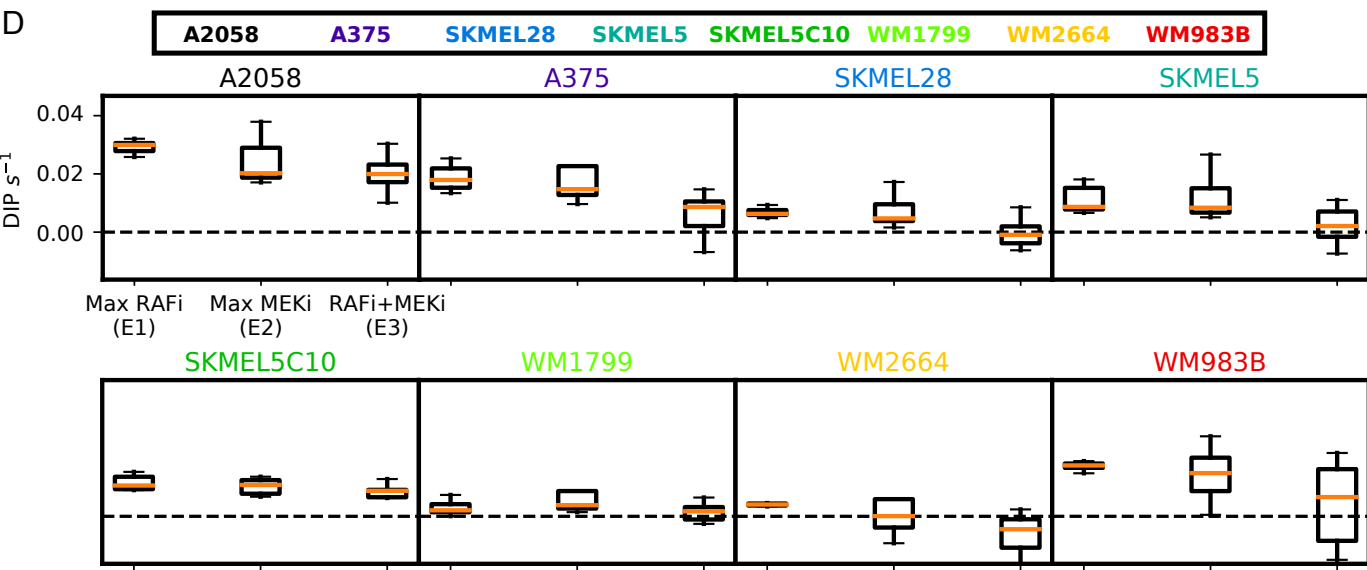 D
A2058 A375 SKMEL28 SKMEL5 SKMEL5C10 WM1799 WM2664 WM983B
A2058 A375 SKMEL28 SKMEL5
0.04
0.02
0.00
DIP s⁻¹
Max RAFi Max MEKi RAFi+MEKi
(E1) (E2) (E3)
SKMEL5C10 WM1799 WM2664 WM983B